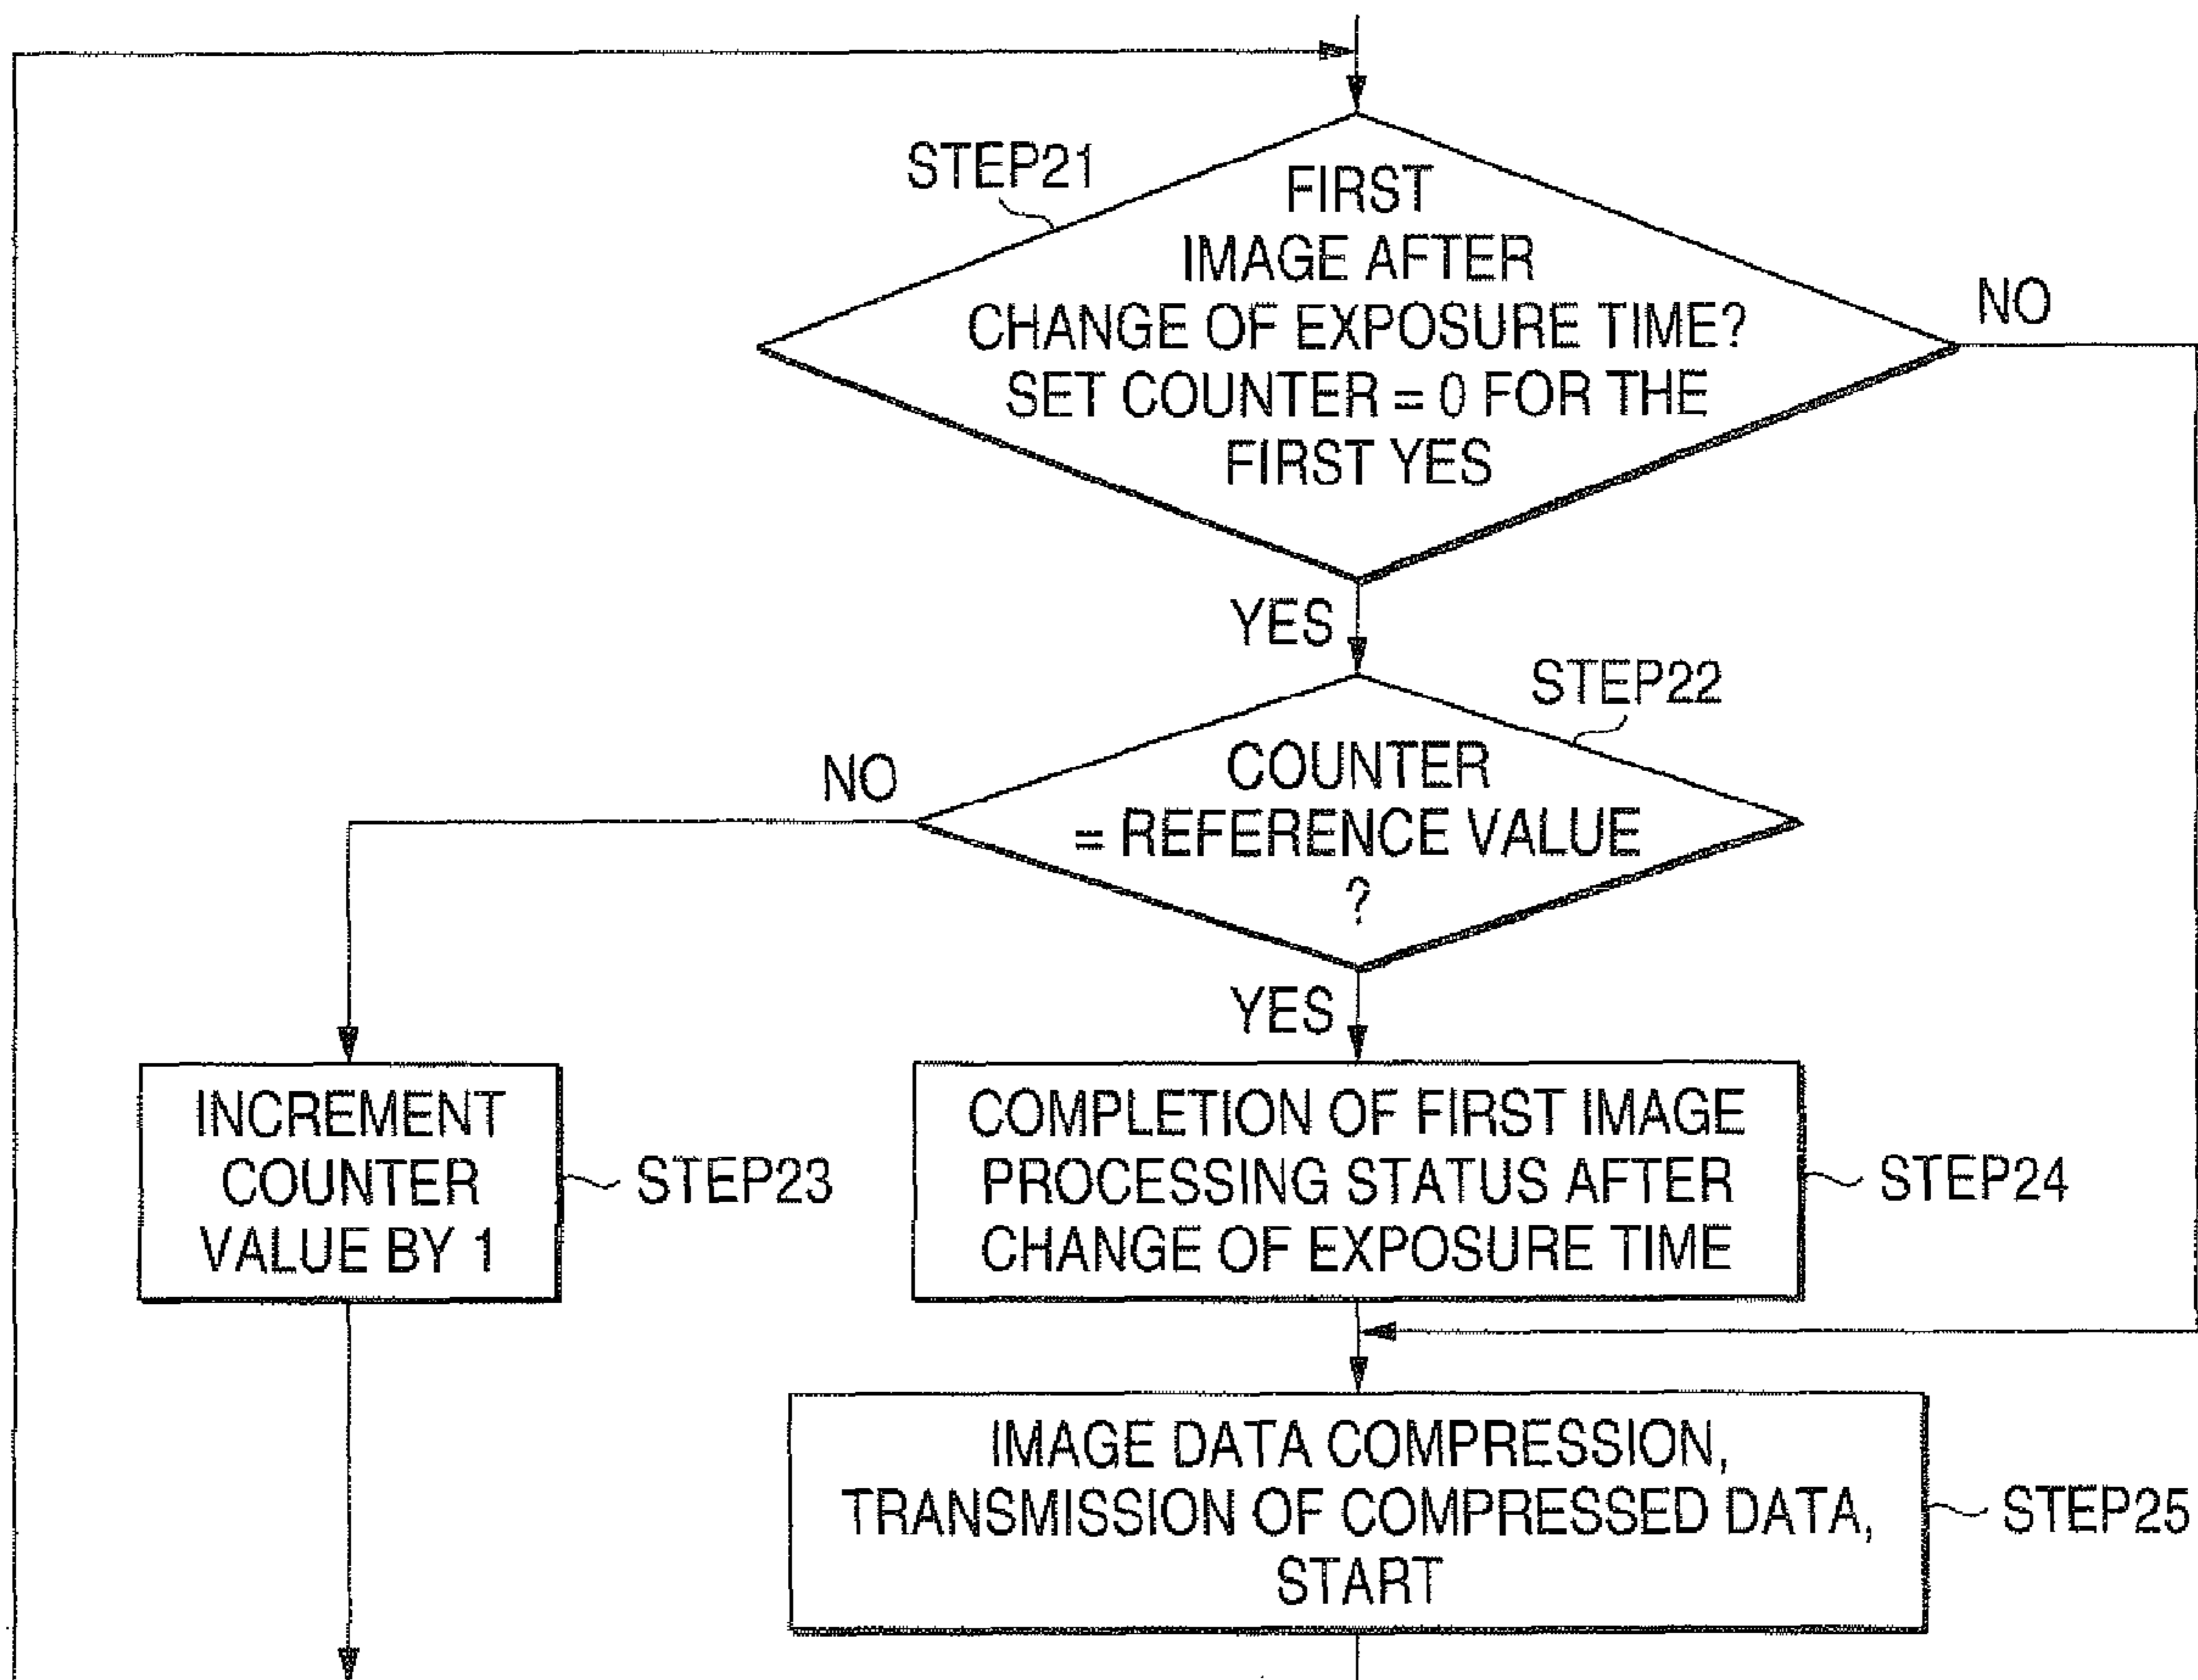 STEP21
FIRST
IMAGE AFTER
CHANGE OF EXPOSURE TIME?
SET COUNTER = 0 FOR THE
FIRST YES
NO
YES
STEP22
COUNTER
= REFERENCE VALUE
?
NO
YES
INCREMENT
COUNTER
VALUE BY 1
STEP23
COMPLETION OF FIRST IMAGE
PROCESSING STATUS AFTER
CHANGE OF EXPOSURE TIME
STEP24
IMAGE DATA COMPRESSION,
TRANSMISSION OF COMPRESSED DATA,
START
STEP25